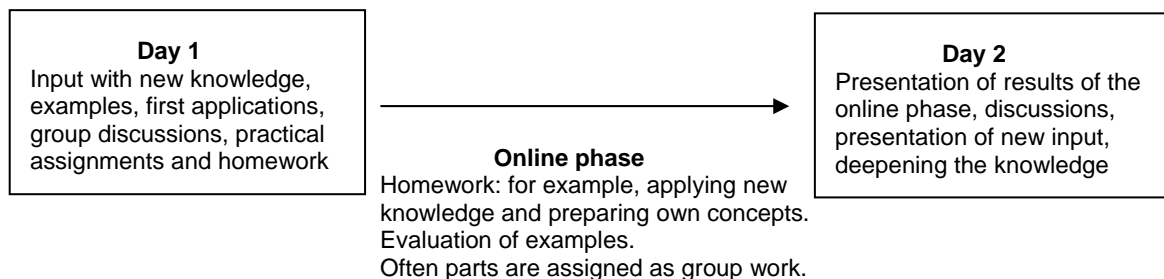 Day 1
Input with new knowledge,
examples, first applications,
group discussions, practical
assignments and homework
Online phase
Homework: for example, applying new
knowledge and preparing own concepts.
Evaluation of examples.
Often parts are assigned as group work.
Day 2
Presentation of results of the
online phase, discussions,
presentation of new input,
deepening the knowledge